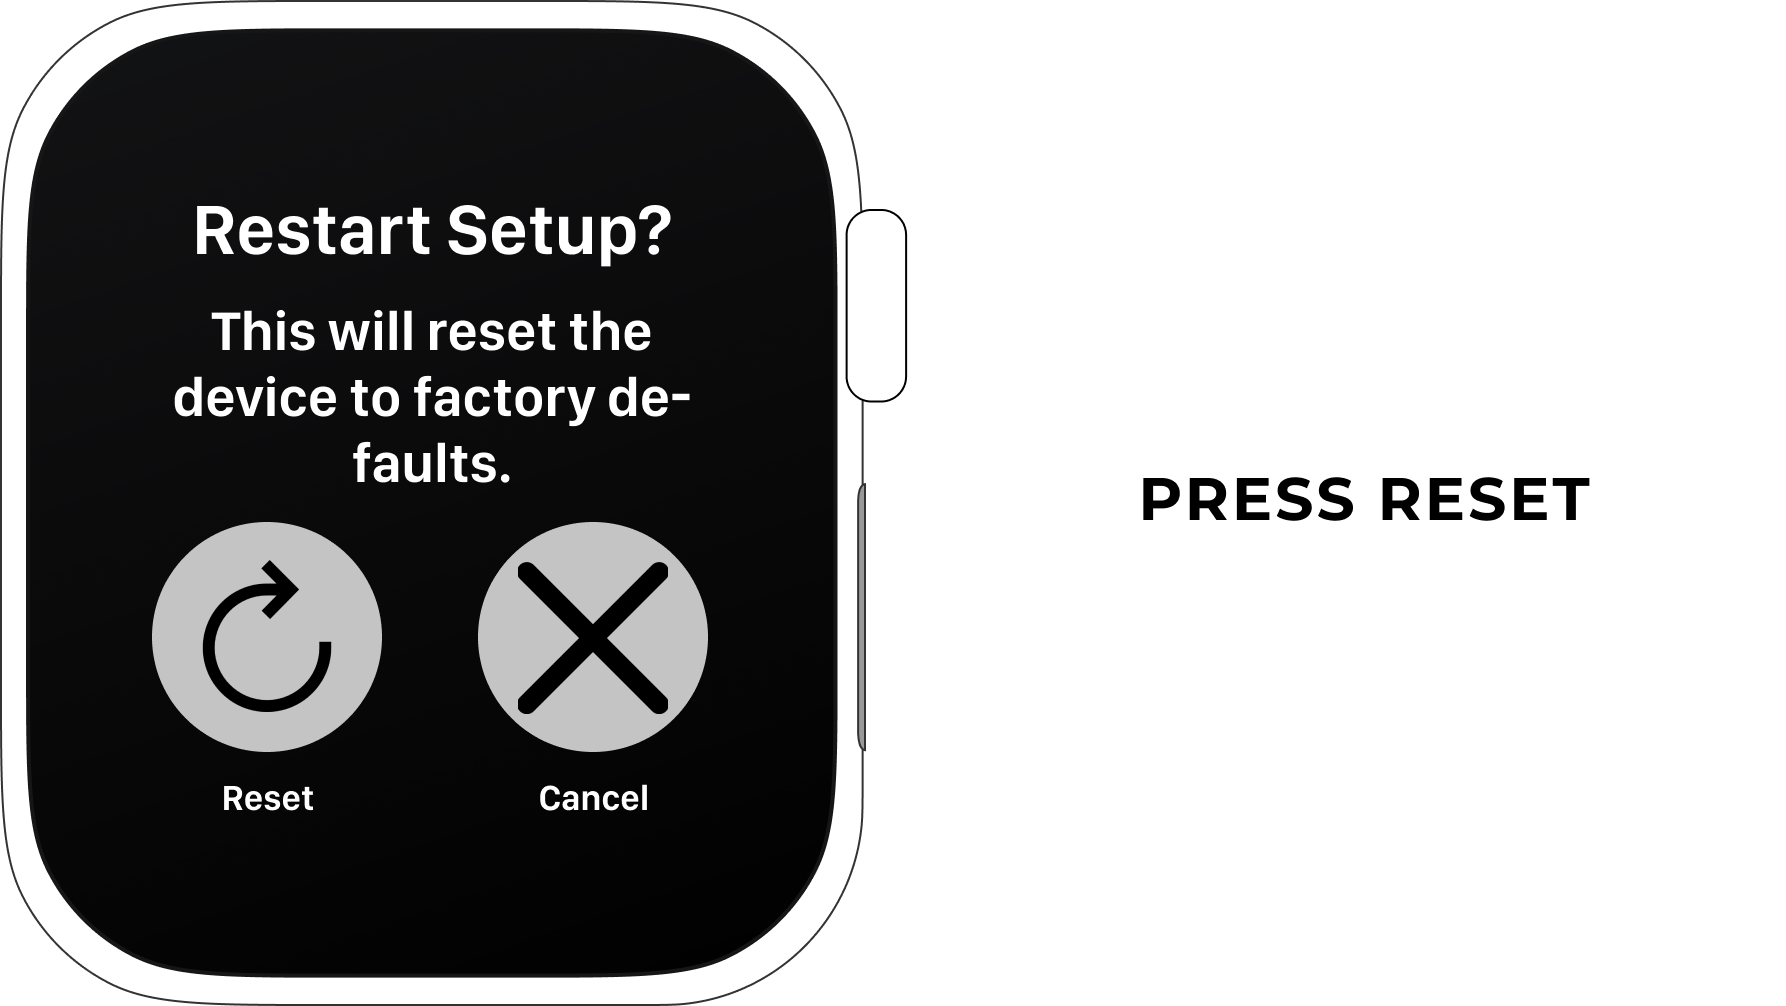 Restart Setup?
This will reset the
device to factory de-
faults.
Reset
Cancel
PRESS RESET